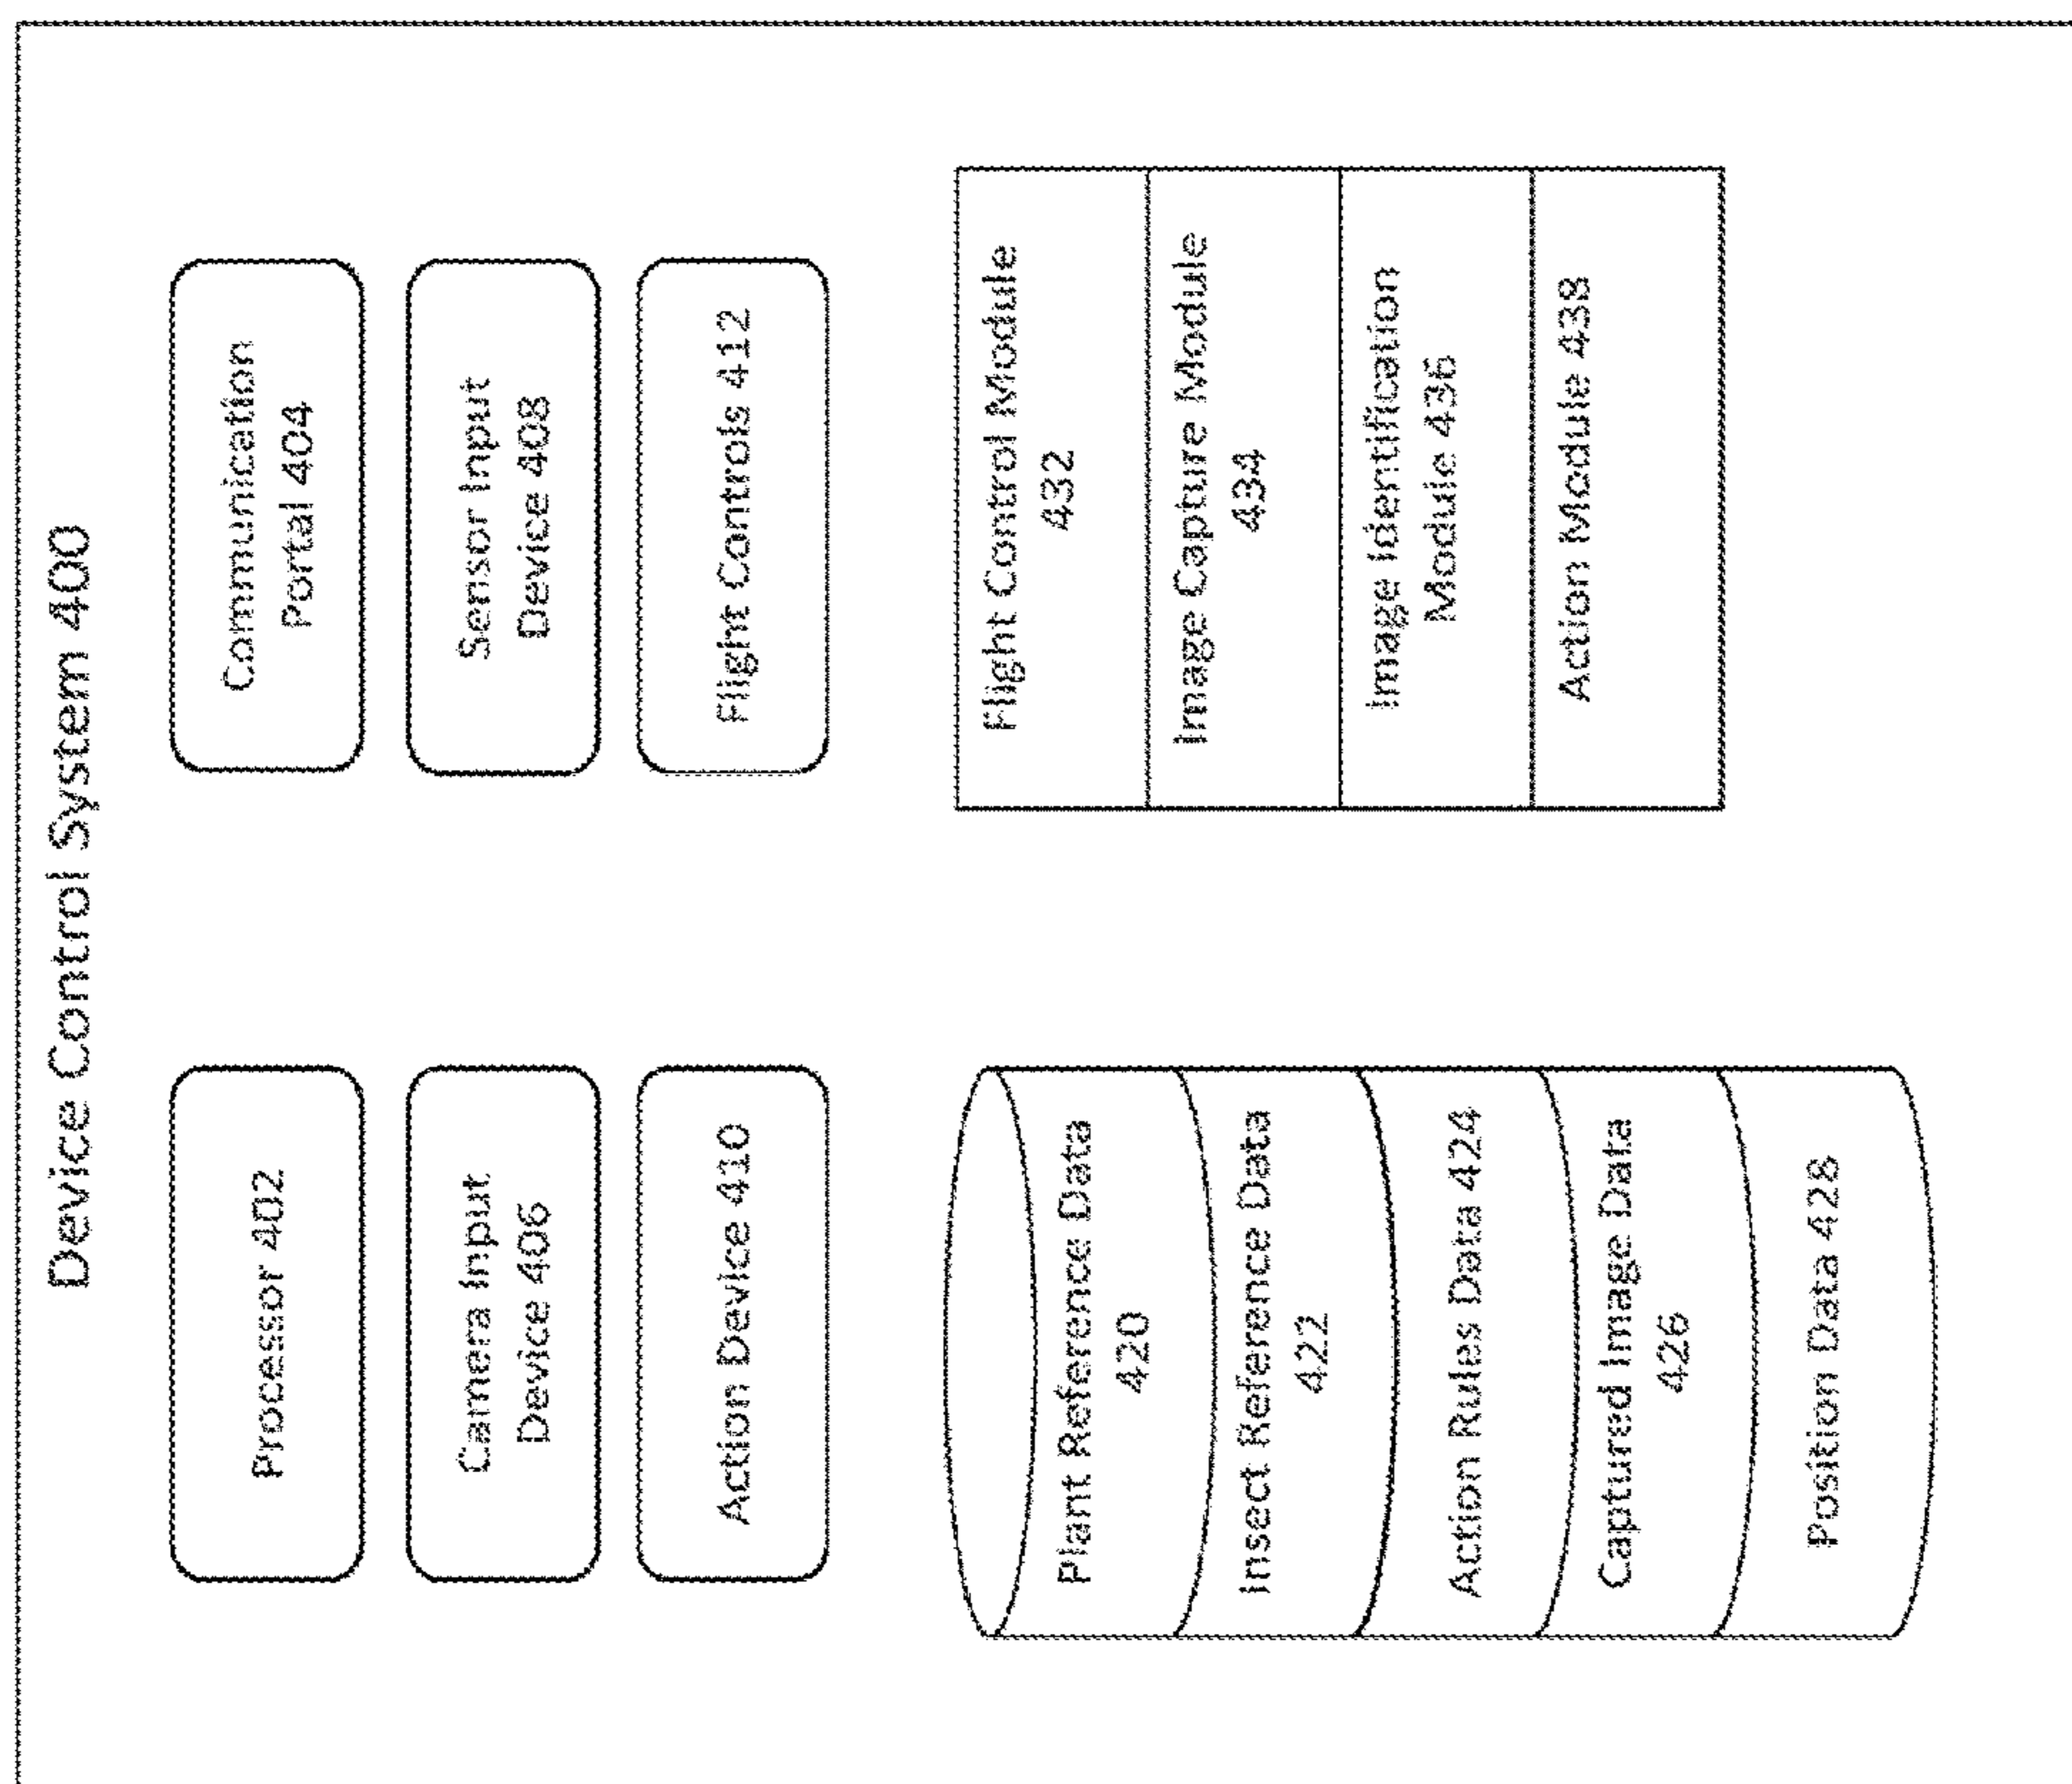 Device Control System 400
Processor 402
Communication
Portal 404
Camera Input
Device 406
Sensor Input
Device 408
Action Device 410
Flight Controls 412
Plant Reference Data
420
Insect Reference Data
422
Action Rules Data 424
Captured Image Data
426
Position Data 428
Flight Control Module
432
Image Capture Module
434
Image Identification
Module 436
Action Module 438